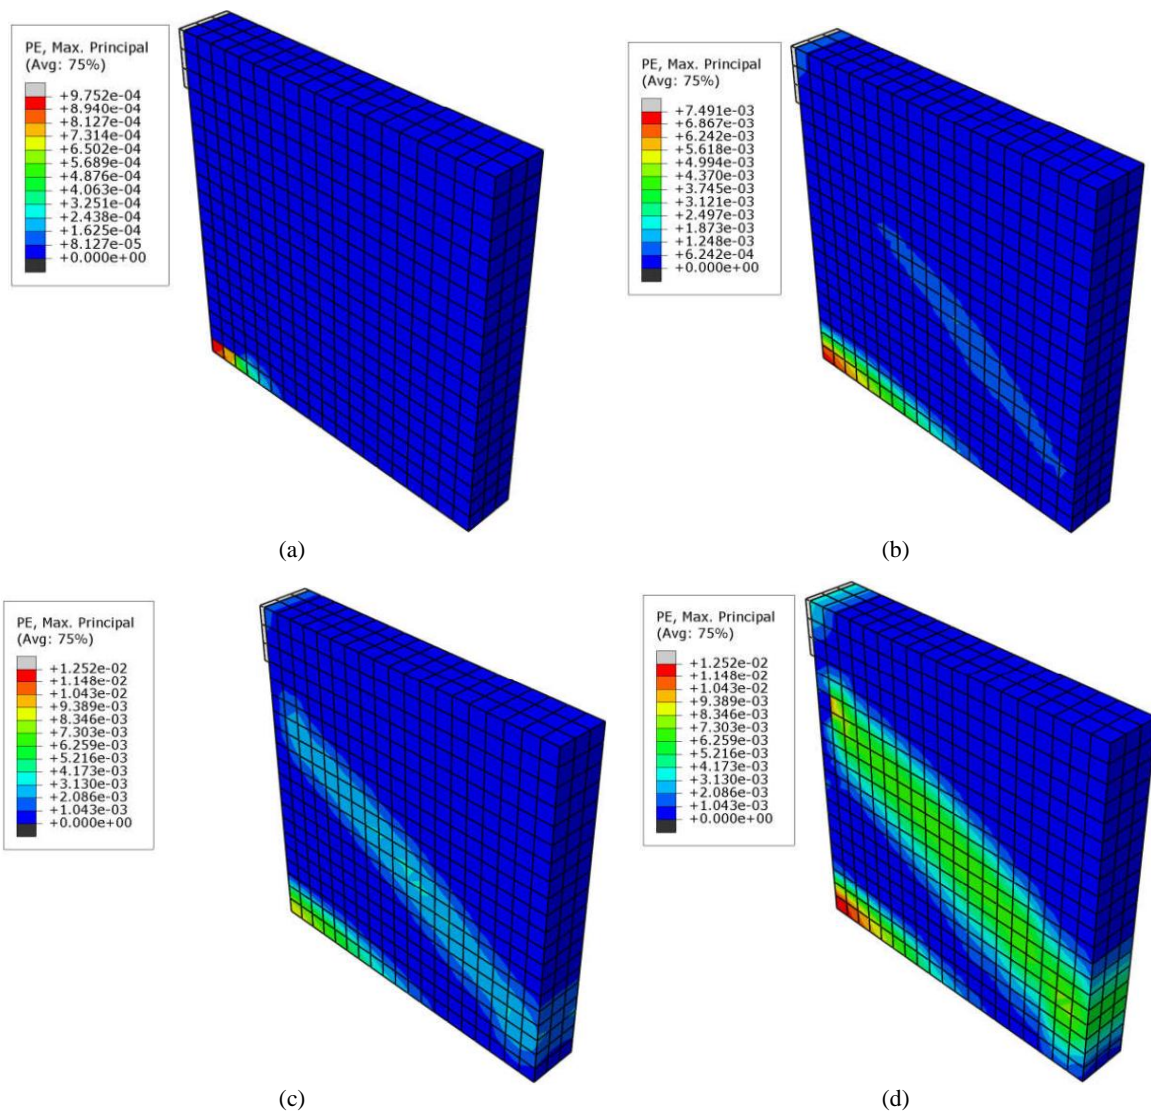 PE, Max. Principal
(Avg: 75%)
+9.752e-04
+8.940e-04
+8.127e-04
+7.314e-04
+6.502e-04
+5.689e-04
+4.876e-04
+4.063e-04
+3.251e-04
+2.438e-04
+1.625e-04
+8.127e-05
+0.000e+00
(a)
PE, Max. Principal
(Avg: 75%)
+7.491e-03
+6.867e-03
+6.242e-03
+5.618e-03
+4.994e-03
+4.370e-03
+3.745e-03
+3.121e-03
+2.497e-03
+1.873e-03
+1.248e-03
+6.242e-04
+0.000e+00
(b)
PE, Max. Principal
(Avg: 75%)
+1.252e-02
+1.148e-02
+1.043e-02
+9.389e-03
+8.346e-03
+7.303e-03
+6.259e-03
+5.216e-03
+4.173e-03
+3.130e-03
+2.086e-03
+1.043e-03
+0.000e+00
(c)
PE, Max. Principal
(Avg: 75%)
+1.252e-02
+1.148e-02
+1.043e-02
+9.389e-03
+8.346e-03
+7.303e-03
+6.259e-03
+5.216e-03
+4.173e-03
+3.130e-03
+2.086e-03
+1.043e-03
+0.000e+00
(d)